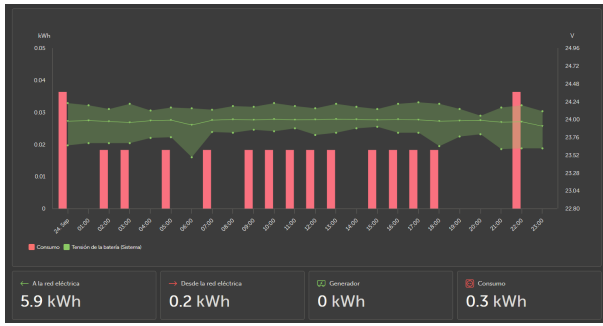 kWh V
0.05 24.96
24.72
0.04 24.48
24.24
0.03 24.00
23.76
0.02 23.52
0.01 23.28
23.04
0 22.80
24. Sep 01:00 02:00 03:00 04:00 05:00 06:00 07:00 08:00 09:00 10:00 11:00 12:00 13:00 14:00 15:00 16:00 17:00 18:00 19:00 20:00 21:00 22:00 23:00
Consumo Tensión de la batería (Sistema)
A la red eléctrica Desde la red eléctrica Generador Consumo
5.9 kWh 0.2 kWh 0 kWh 0.3 kWh